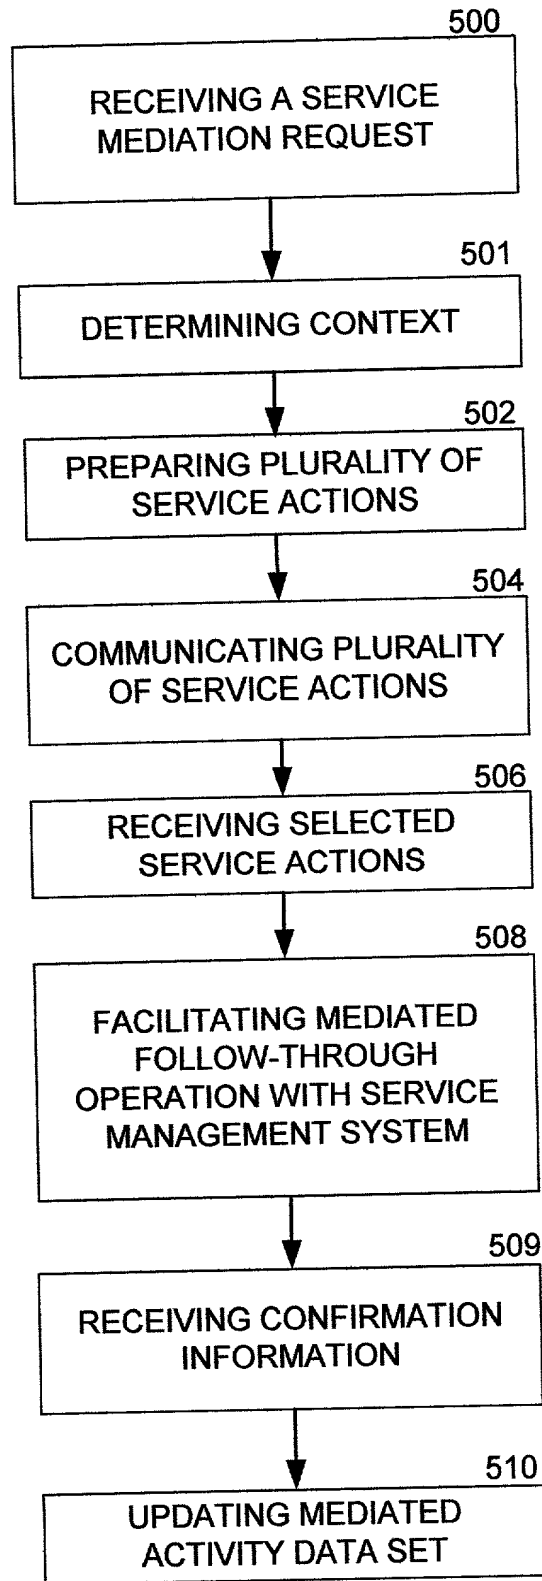 500
RECEIVING A SERVICE
MEDIATION REQUEST
501
DETERMINING CONTEXT
502
PREPARING PLURALITY OF
SERVICE ACTIONS
504
COMMUNICATING PLURALITY
OF SERVICE ACTIONS
506
RECEIVING SELECTED
SERVICE ACTIONS
508
FACILITATING MEDIATED
FOLLOW-THROUGH
OPERATION WITH SERVICE
MANAGEMENT SYSTEM
509
RECEIVING CONFIRMATION
INFORMATION
510
UPDATING MEDIATED
ACTIVITY DATA SET